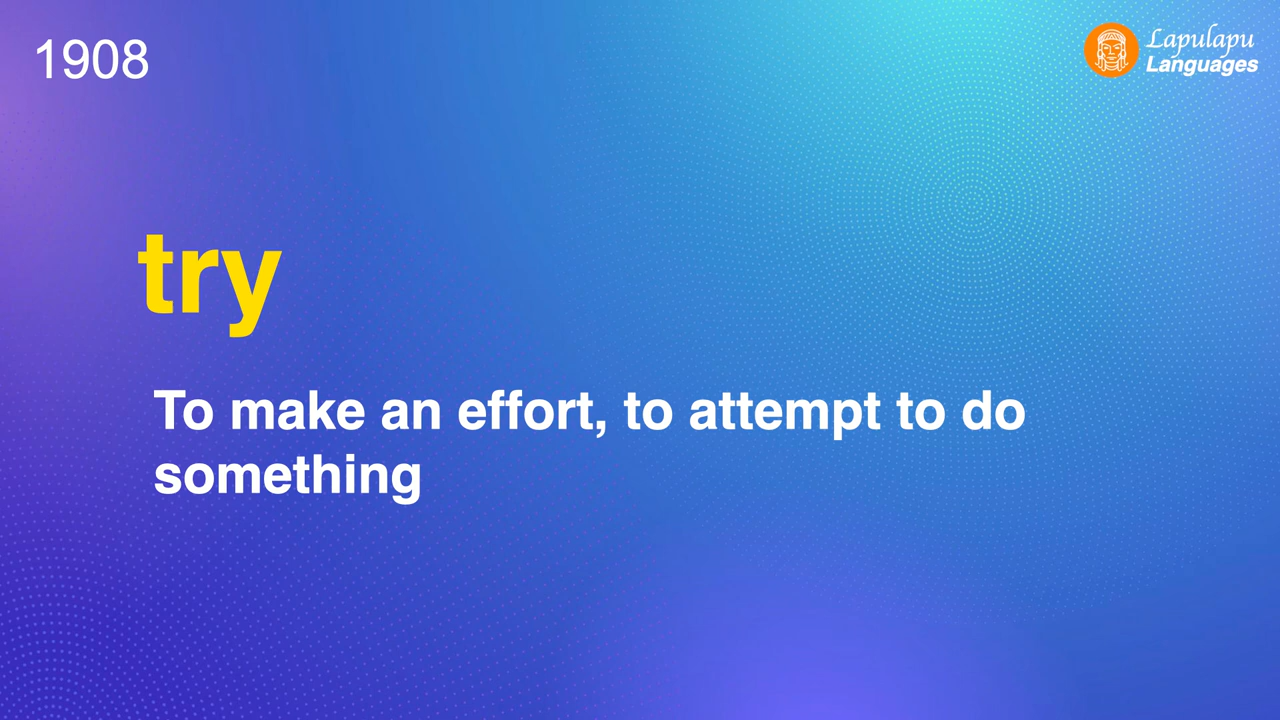 1908
Lapulapu
Languages
try
To make an effort, to attempt to do
something